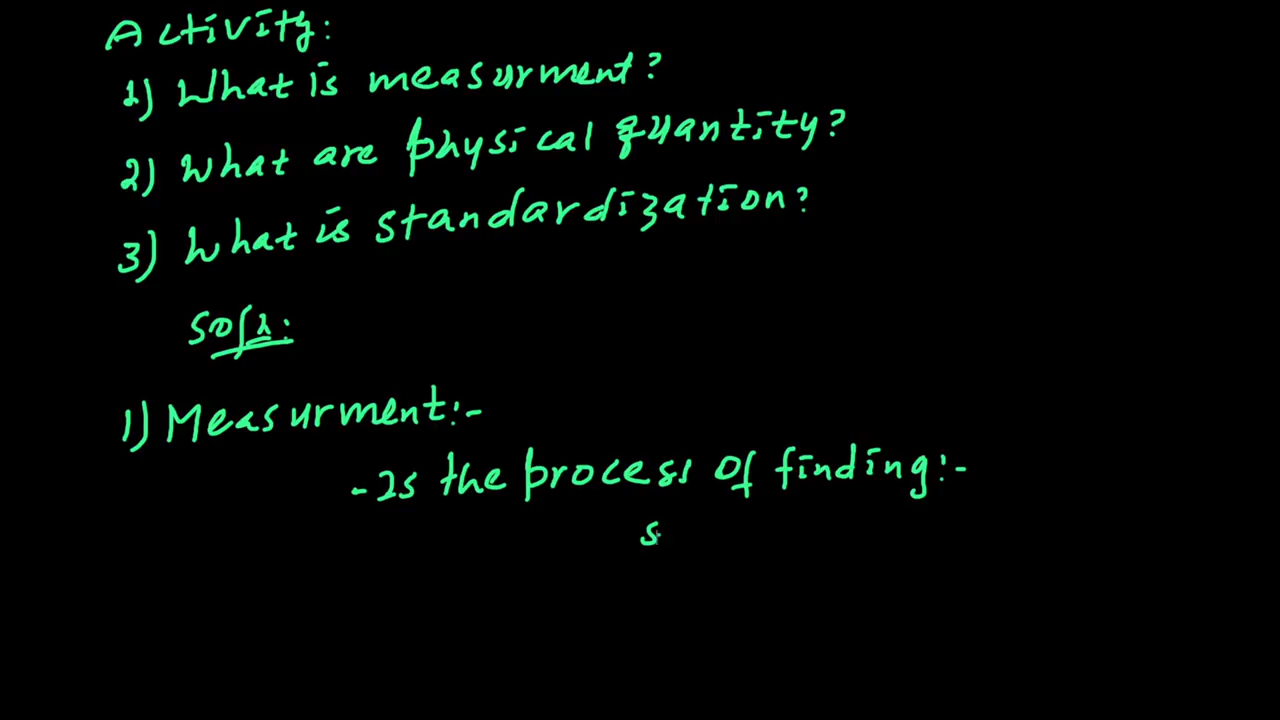 Activity:
1) What is measurment?
2) What are physical quantity?
3) What is standardization?
Soln:
1) Measurment:-
- Is the process of finding:-
s